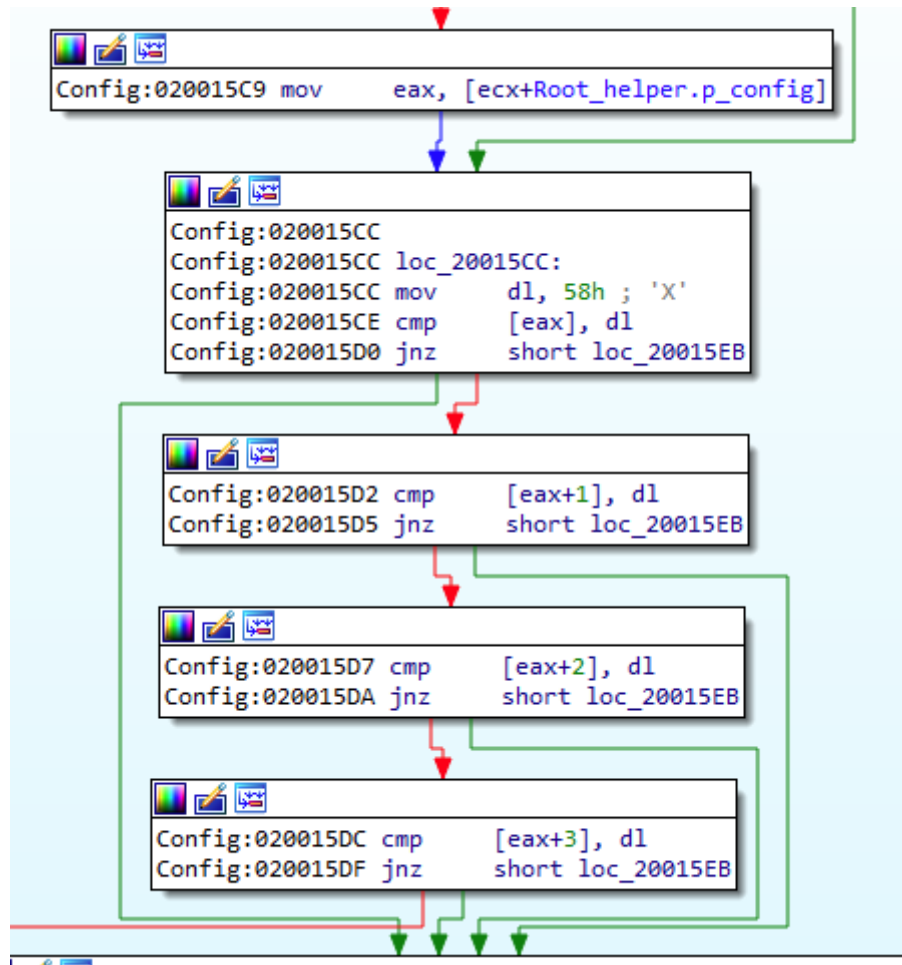 Config:020015C9 mov eax, [ecx+Root_helper.p_config]
Config:020015CC
Config:020015CC loc_20015CC:
Config:020015CC mov dl, 58h ; 'X'
Config:020015CE cmp [eax], dl
Config:020015D0 jnz short loc_20015EB
Config:020015D2 cmp [eax+1], dl
Config:020015D5 jnz short loc_20015EB
Config:020015D7 cmp [eax+2], dl
Config:020015DA jnz short loc_20015EB
Config:020015DC cmp [eax+3], dl
Config:020015DF jnz short loc_20015EB